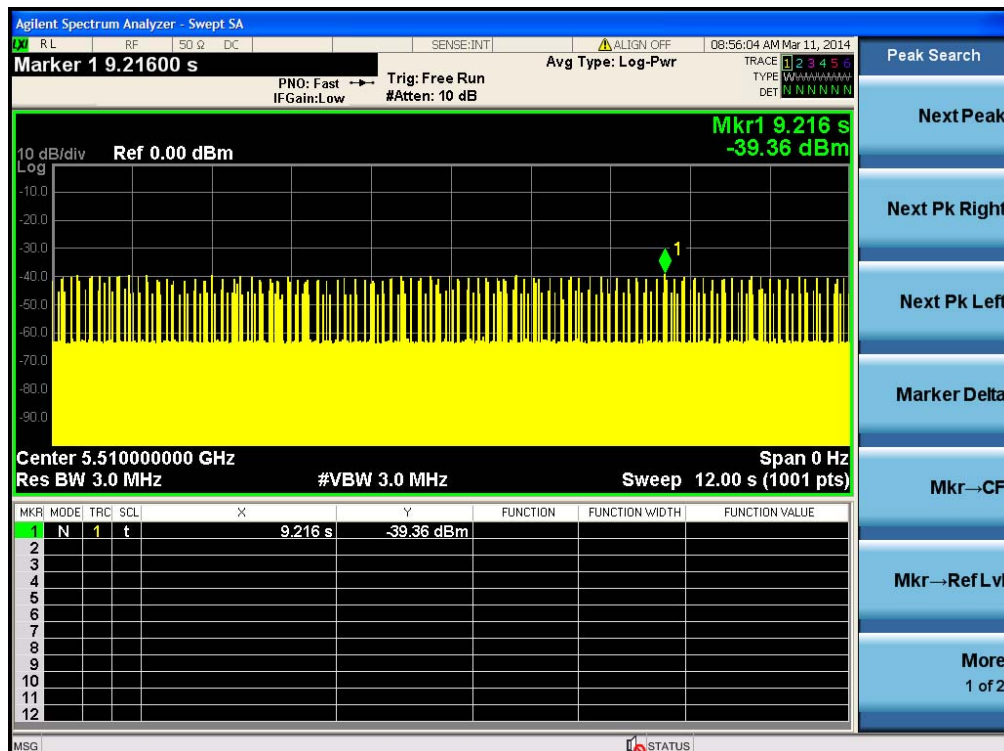 Agilent Spectrum Analyzer - Swept SA
LXI RL RF 50 Ω DC SENSE:INT ALIGN OFF 08:56:04 AM Mar 11, 2014
Marker 1 9.21600 s
PNO: Fast
IFGain:Low
Trig: Free Run
#Atten: 10 dB
Avg Type: Log-Pwr
TRACE 1 2 3 4 5 6
TYPE
DET N N N N N N
Peak Search
Mkr1 9.216 s
-39.36 dBm
10 dB/div Ref 0.00 dBm
Log
-10.0
-20.0
-30.0
-40.0
-50.0
-60.0
-70.0
-80.0
-90.0
1
Center 5.510000000 GHz Span 0 Hz
Res BW 3.0 MHz #VBW 3.0 MHz Sweep 12.00 s (1001 pts)
MKR MODE TRC SCL X Y FUNCTION FUNCTION WIDTH FUNCTION VALUE
1 N 1 t 9.216 s -39.36 dBm
2
3
4
5
6
7
8
9
10
11
12
Next Peak
Next Pk Right
Next Pk Left
Marker Delta
Mkr→CF
Mkr→Ref Lvl
More
1 of 2
MSG STATUS